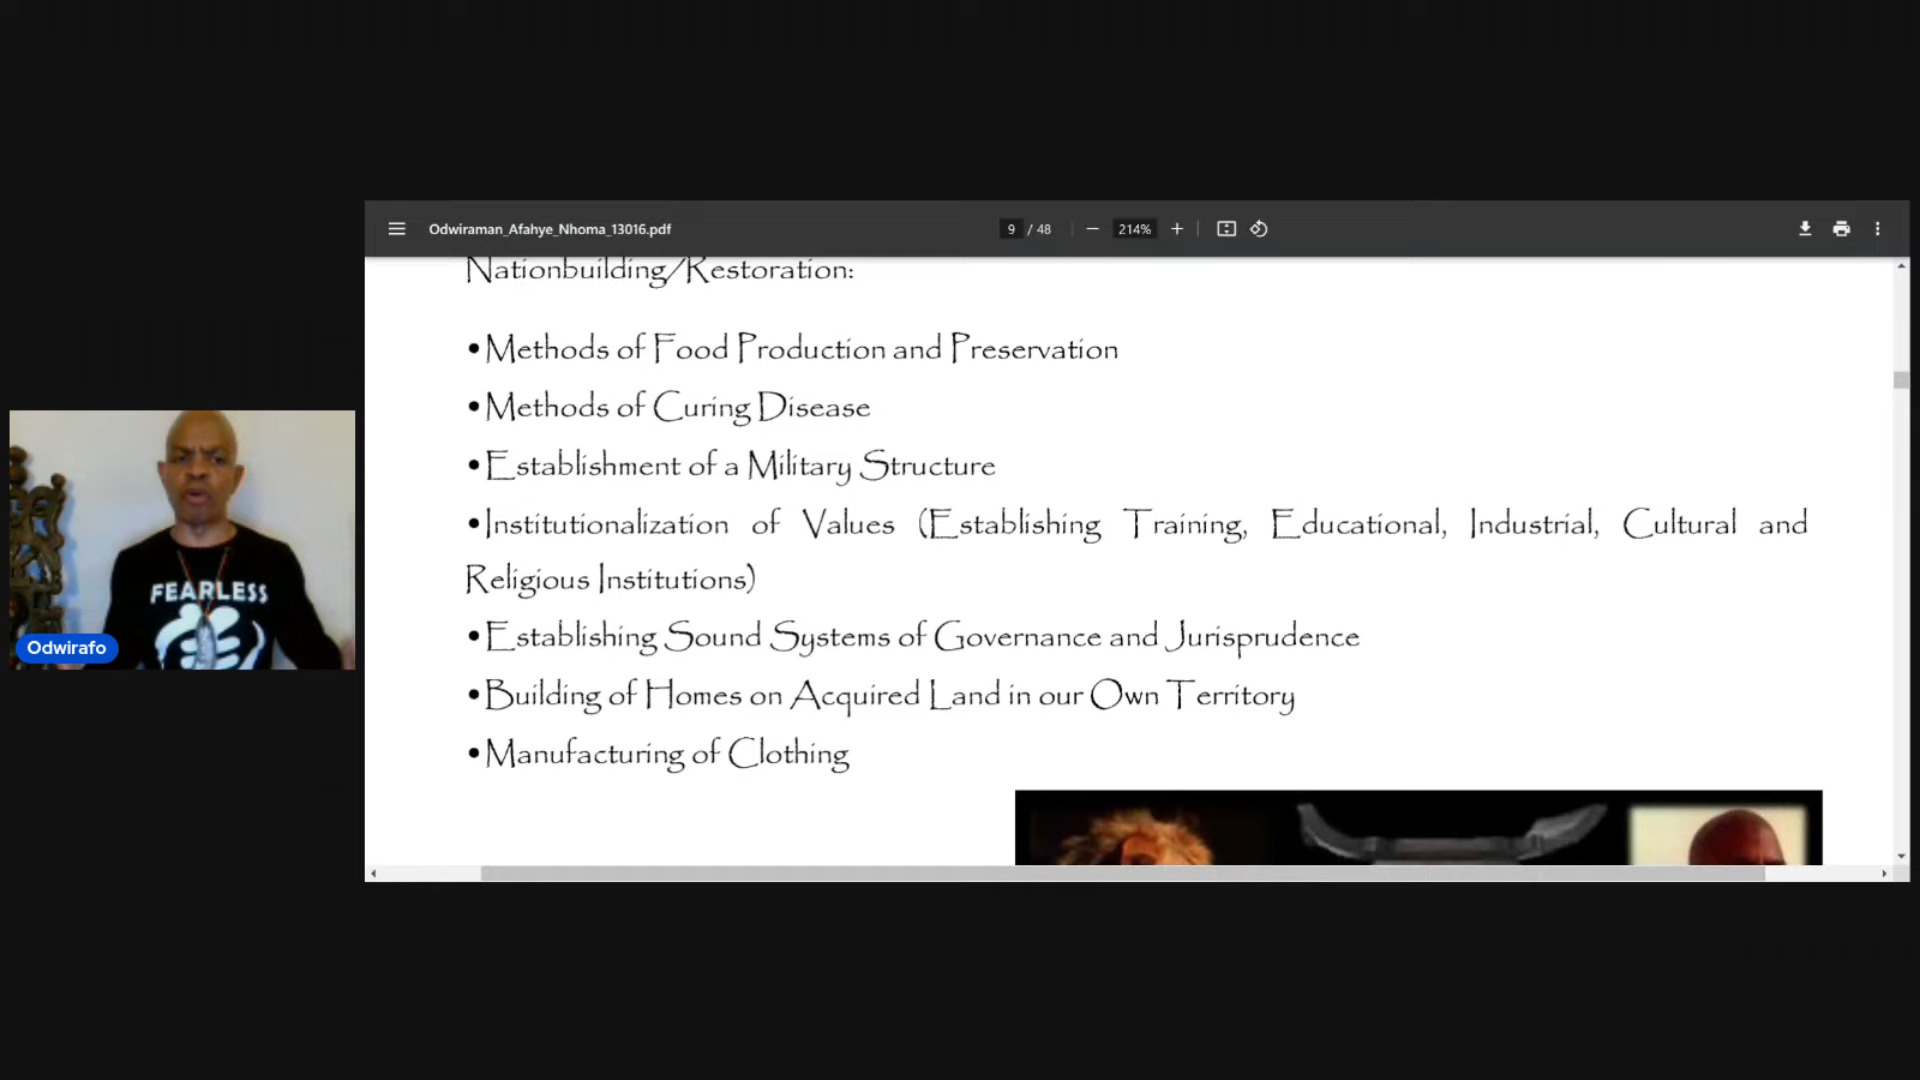 Odwiraman_Afahye_Nhoma_13016.pdf
9 / 48
214%
Nationbuilding/Restoration:
•Methods of Food Production and Preservation
•Methods of Curing Disease
•Establishment of a Military Structure
•Institutionalization of Values (Establishing Training, Educational, Industrial, Cultural and
Religious Institutions)
•Establishing Sound Systems of Governance and Jurisprudence
•Building of Homes on Acquired Land in our Own Territory
•Manufacturing of Clothing
FEARLESS
Odwirafo